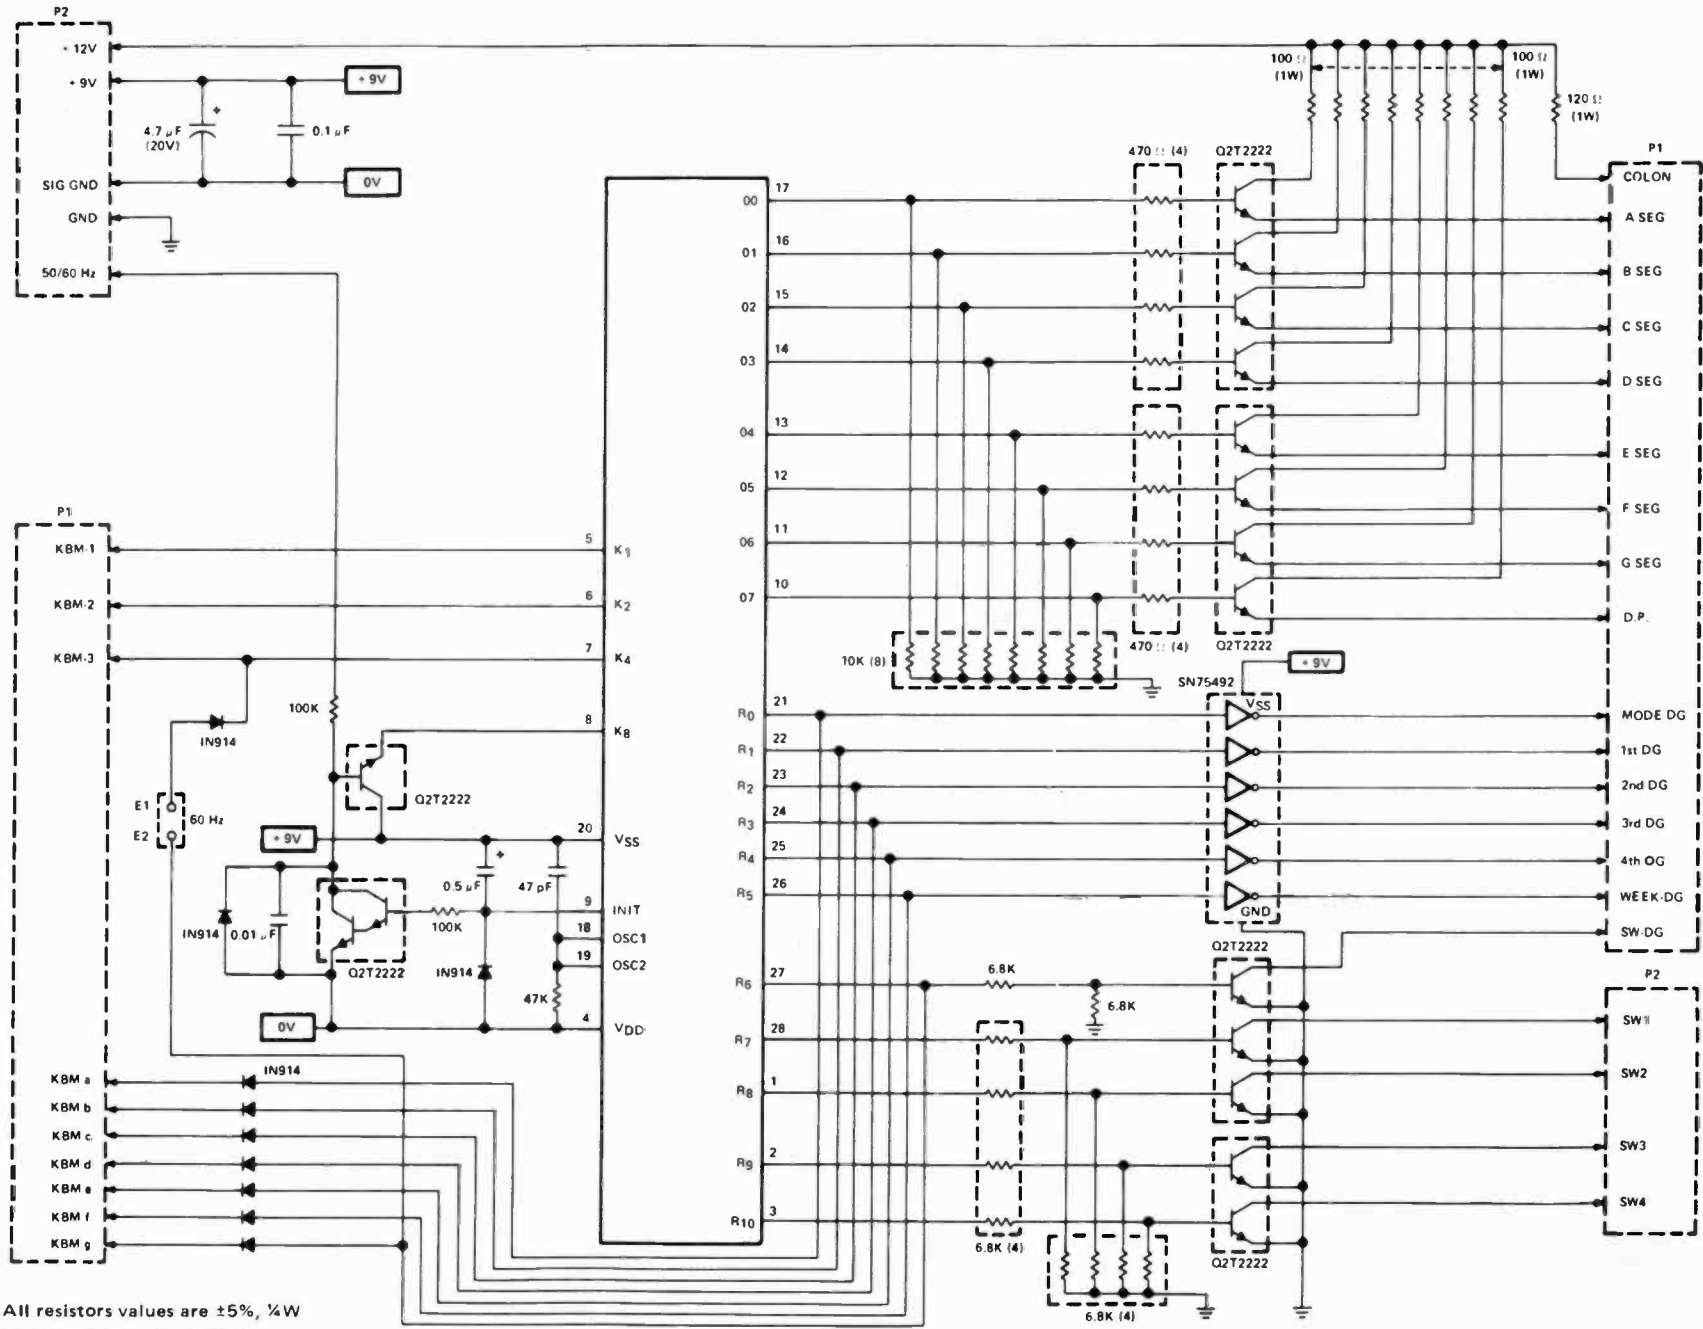 P2
+ 12V
+ 9V
+ 9V
4.7 μF
(20V)
0.1 μF
SIG GND
0V
GND
50/60 Hz
100 Ω
(1W)
100 Ω
(1W)
120 Ω
(1W)
P1
COLON
A SEG
B SEG
C SEG
D SEG
E SEG
F SEG
G SEG
D.P.
MODE DG
1st DG
2nd DG
3rd DG
4th DG
WEEK-DG
SW-DG
470 Ω (4)
Q2T2222
470 Ω (4)
Q2T2222
10K (8)
+ 9V
SN75492
VSS
GND
00
17
01
16
02
15
03
14
04
13
05
12
06
11
07
10
R0
21
R1
22
R2
23
R3
24
R4
25
R5
26
R6
27
R7
28
R8
1
R9
2
R10
3
P1
KBM-1
5
K1
KBM-2
6
K2
KBM-3
7
K4
100K
8
K8
IN914
Q2T2222
E1
E2
60 Hz
+ 9V
20
VSS
0.5 μF
47 pF
9
INIT
100K
18
OSC1
19
OSC2
IN914
0.01 μF
Q2T2222
IN914
47K
0V
4
VDD
KBM a
IN914
KBM b
KBM c
KBM d
KBM e
KBM f
KBM g
6.8K
6.8K
6.8K (4)
6.8K (4)
Q2T2222
Q2T2222
P2
SW1
SW2
SW3
SW4
All resistors values are ±5%, ¼W